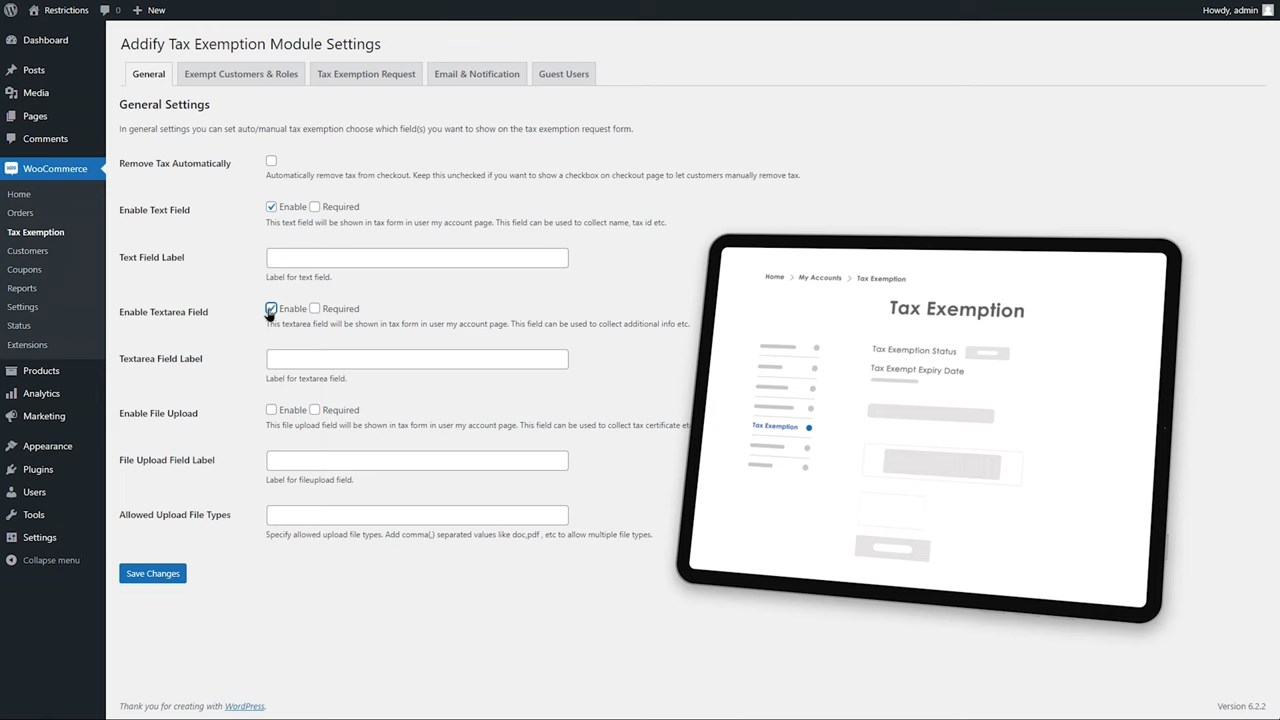 Restrictions 0 New Howdy, admin
Dashboard
Posts
Media
Pages
Comments
WooCommerce
Home
Orders
Tax Exemption
Customers
Coupons
Reports
Settings
Status
Extensions
Products
Analytics
Marketing
Appearance
Plugins
Users
Tools
Settings
Collapse menu
Addify Tax Exemption Module Settings
General Exempt Customers & Roles Tax Exemption Request Email & Notification Guest Users
General Settings
In general settings you can set auto/manual tax exemption choose which field(s) you want to show on the tax exemption request form.
Remove Tax Automatically
Automatically remove tax from checkout. Keep this unchecked if you want to show a checkbox on checkout page to let customers manually remove tax.
Enable Text Field Enable Required
This text field will be shown in tax form in user my account page. This field can be used to collect name, tax id etc.
Text Field Label
Label for text field.
Enable Textarea Field Enable Required
This textarea field will be shown in tax form in user my account page. This field can be used to collect additional info etc.
Textarea Field Label
Label for textarea field.
Enable File Upload Enable Required
This file upload field will be shown in tax form in user my account page. This field can be used to collect tax certificate et
File Upload Field Label
Label for fileupload field.
Allowed Upload File Types
Specify allowed upload file types. Add comma(,) separated values like doc,pdf , etc to allow multiple file types.
Save Changes
Home > My Accounts > Tax Exemption
Tax Exemption
Tax Exemption Status
Tax Exempt Expiry Date
Tax Exemption
Thank you for creating with WordPress. Version 6.2.2